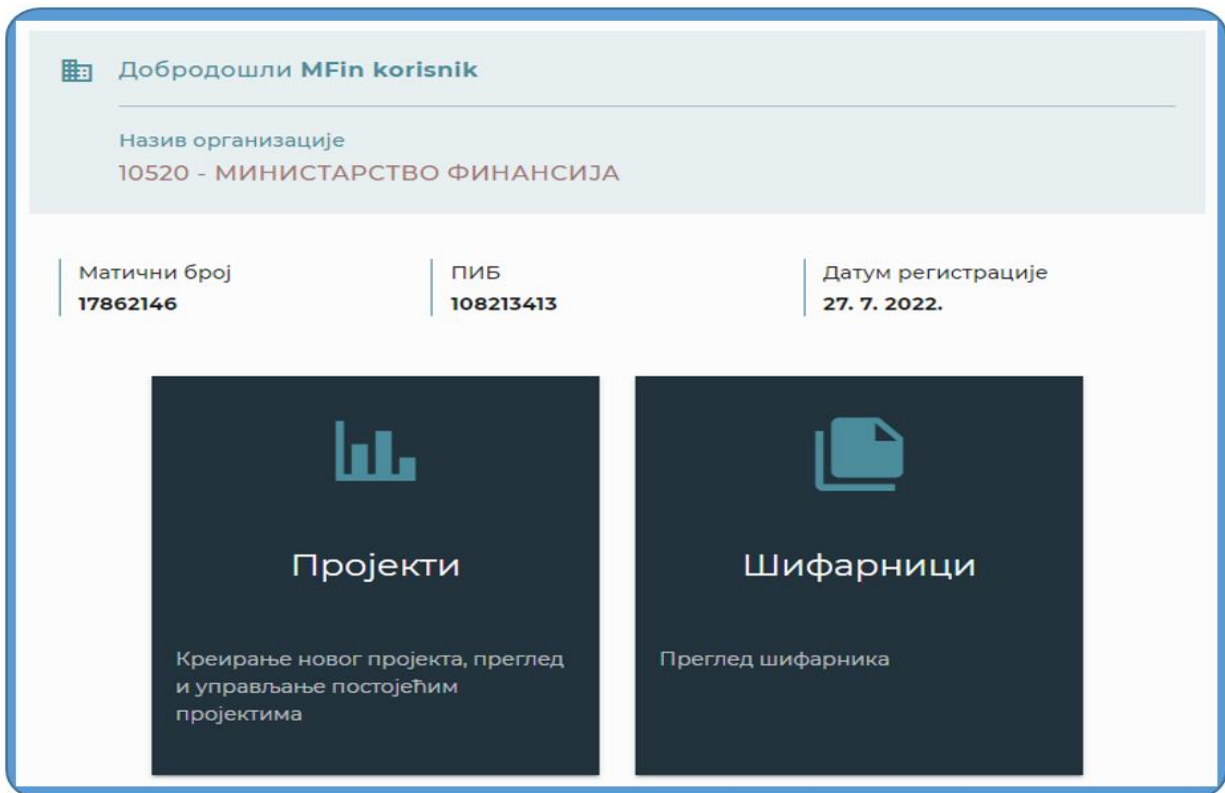 Добродошли MFin korisnik
Назив организације
10520 - МИНИСТАРСТВО ФИНАНСИЈА
Матични број
17862146
ПИБ
108213413
Датум регистрације
27. 7. 2022.
Пројекти
Креирање новог пројекта, преглед
и управљање постојећим
пројектима
Шифарници
Преглед шифарника